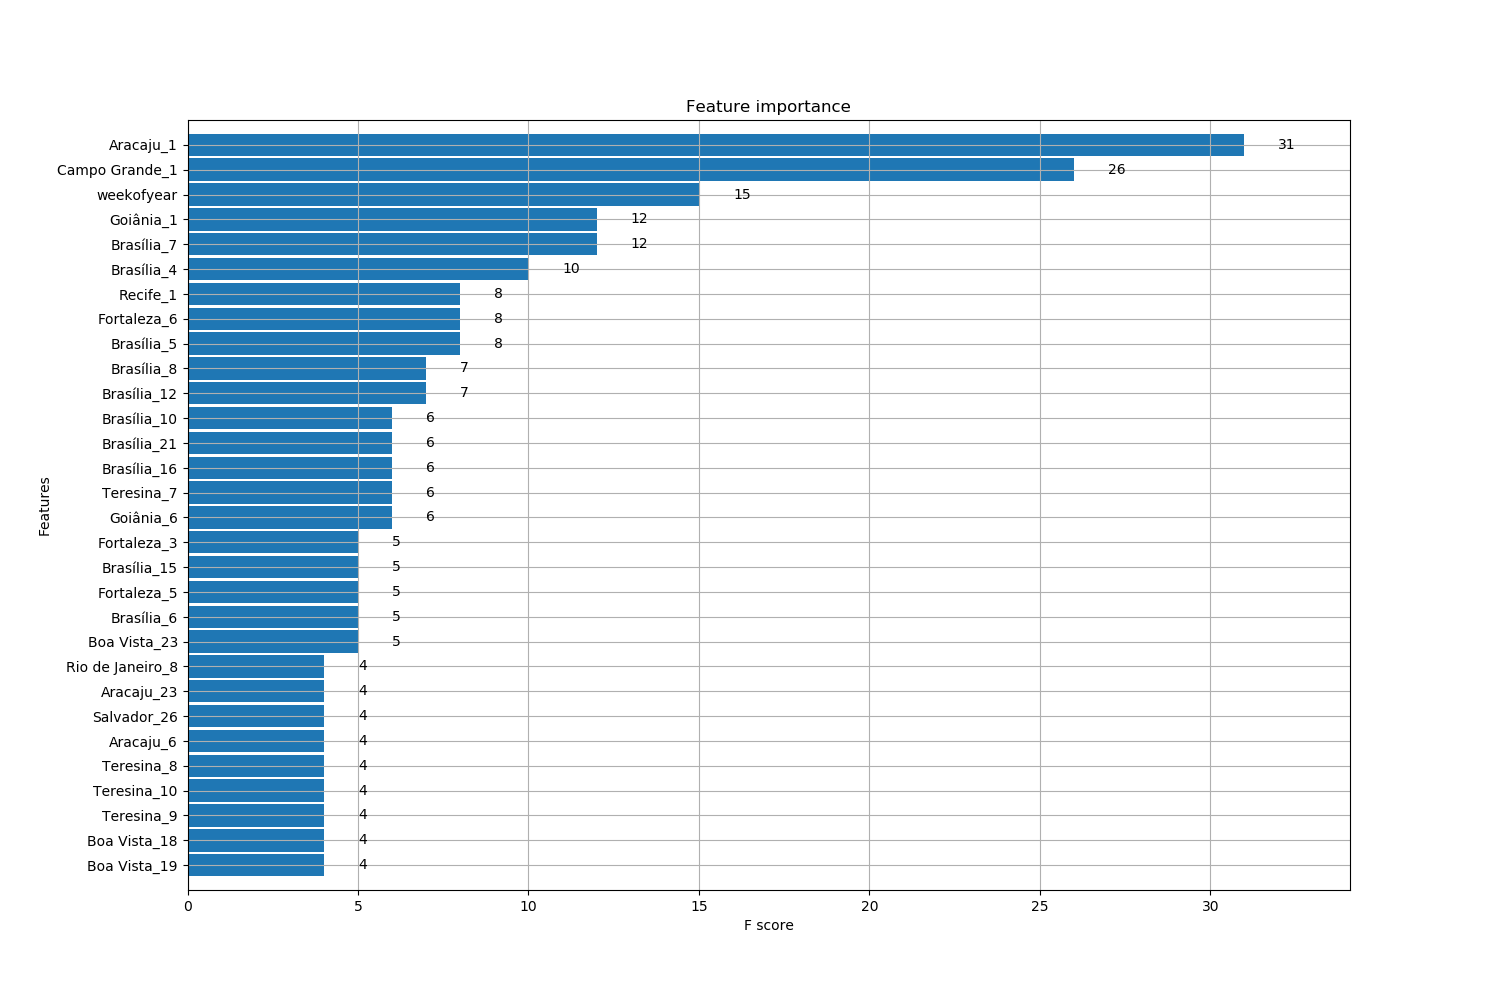 Feature importance
Features
Aracaju_1 31
Campo Grande_1 26
weekofyear 15
Goiânia_1 12
Brasília_7 12
Brasília_4 10
Recife_1 8
Fortaleza_6 8
Brasília_5 8
Brasília_8 7
Brasília_12 7
Brasília_10 6
Brasília_21 6
Brasília_16 6
Teresina_7 6
Goiânia_6 6
Fortaleza_3 5
Brasília_15 5
Fortaleza_5 5
Brasília_6 5
Boa Vista_23 5
Rio de Janeiro_8 4
Aracaju_23 4
Salvador_26 4
Aracaju_6 4
Teresina_8 4
Teresina_10 4
Teresina_9 4
Boa Vista_18 4
Boa Vista_19 4
0 5 10 15 20 25 30
F score